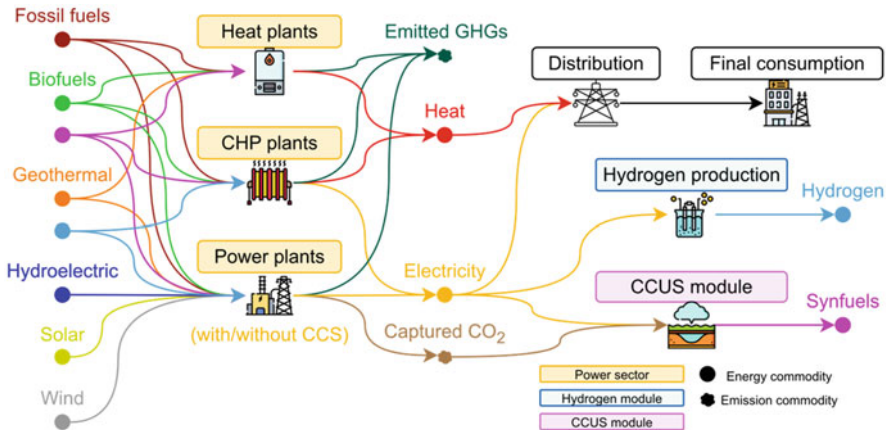 Fossil fuels
Heat plants
Emitted GHGs
Distribution
Final consumption
Biofuels
Heat
CHP plants
Geothermal
Hydrogen production
Hydrogen
Power plants
Hydroelectric
Electricity
CCUS module
Synfuels
Solar
(with/without CCS)
Captured CO₂
Wind
Power sector
Energy commodity
Hydrogen module
Emission commodity
CCUS module